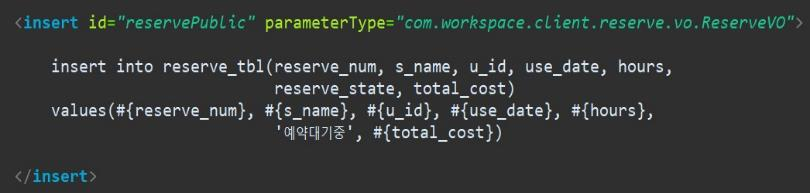 <insert id="reservePublic" parameterType="com.workspace.client.reserve.vo.ReserveVO">
insert into reserve_tbl(reserve_num, s_name, u_id, use_date, hours,
reserve_state, total_cost)
values(#{reserve_num}, #{s_name}, #{u_id}, #{use_date}, #{hours},
'예약대기중', #{total_cost})
</insert>